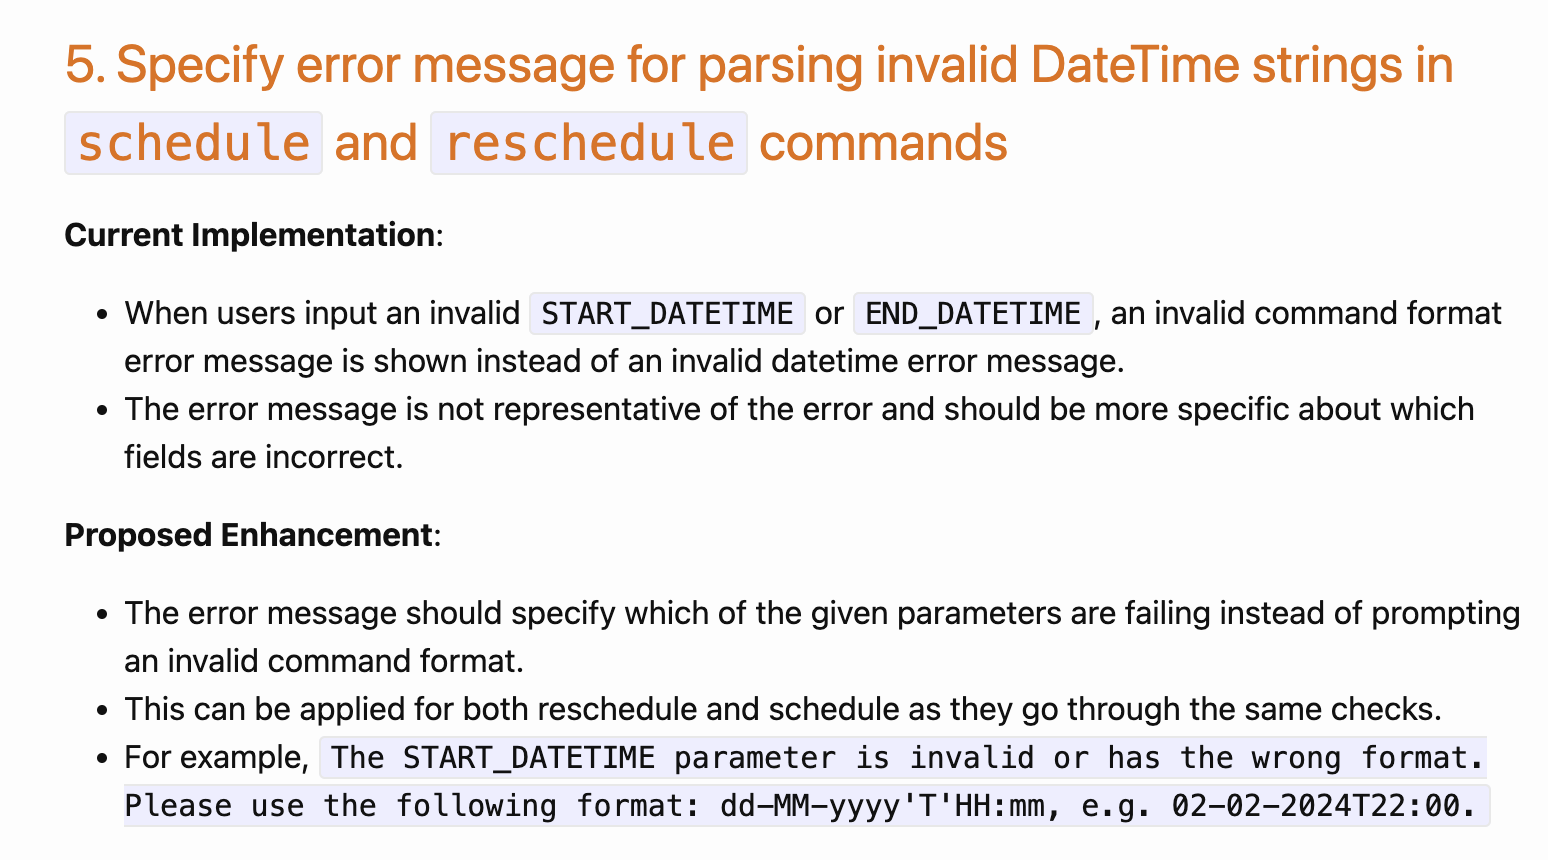 5. Specify error message for parsing invalid DateTime strings in
schedule and reschedule commands
Current Implementation:
• When users input an invalid START_DATETIME or END_DATETIME, an invalid command format
error message is shown instead of an invalid datetime error message.
• The error message is not representative of the error and should be more specific about which
fields are incorrect.
Proposed Enhancement:
• The error message should specify which of the given parameters are failing instead of prompting
an invalid command format.
• This can be applied for both reschedule and schedule as they go through the same checks.
• For example, The START_DATETIME parameter is invalid or has the wrong format.
Please use the following format: dd-MM-yyyy'T'HH:mm, e.g. 02-02-2024T22:00.